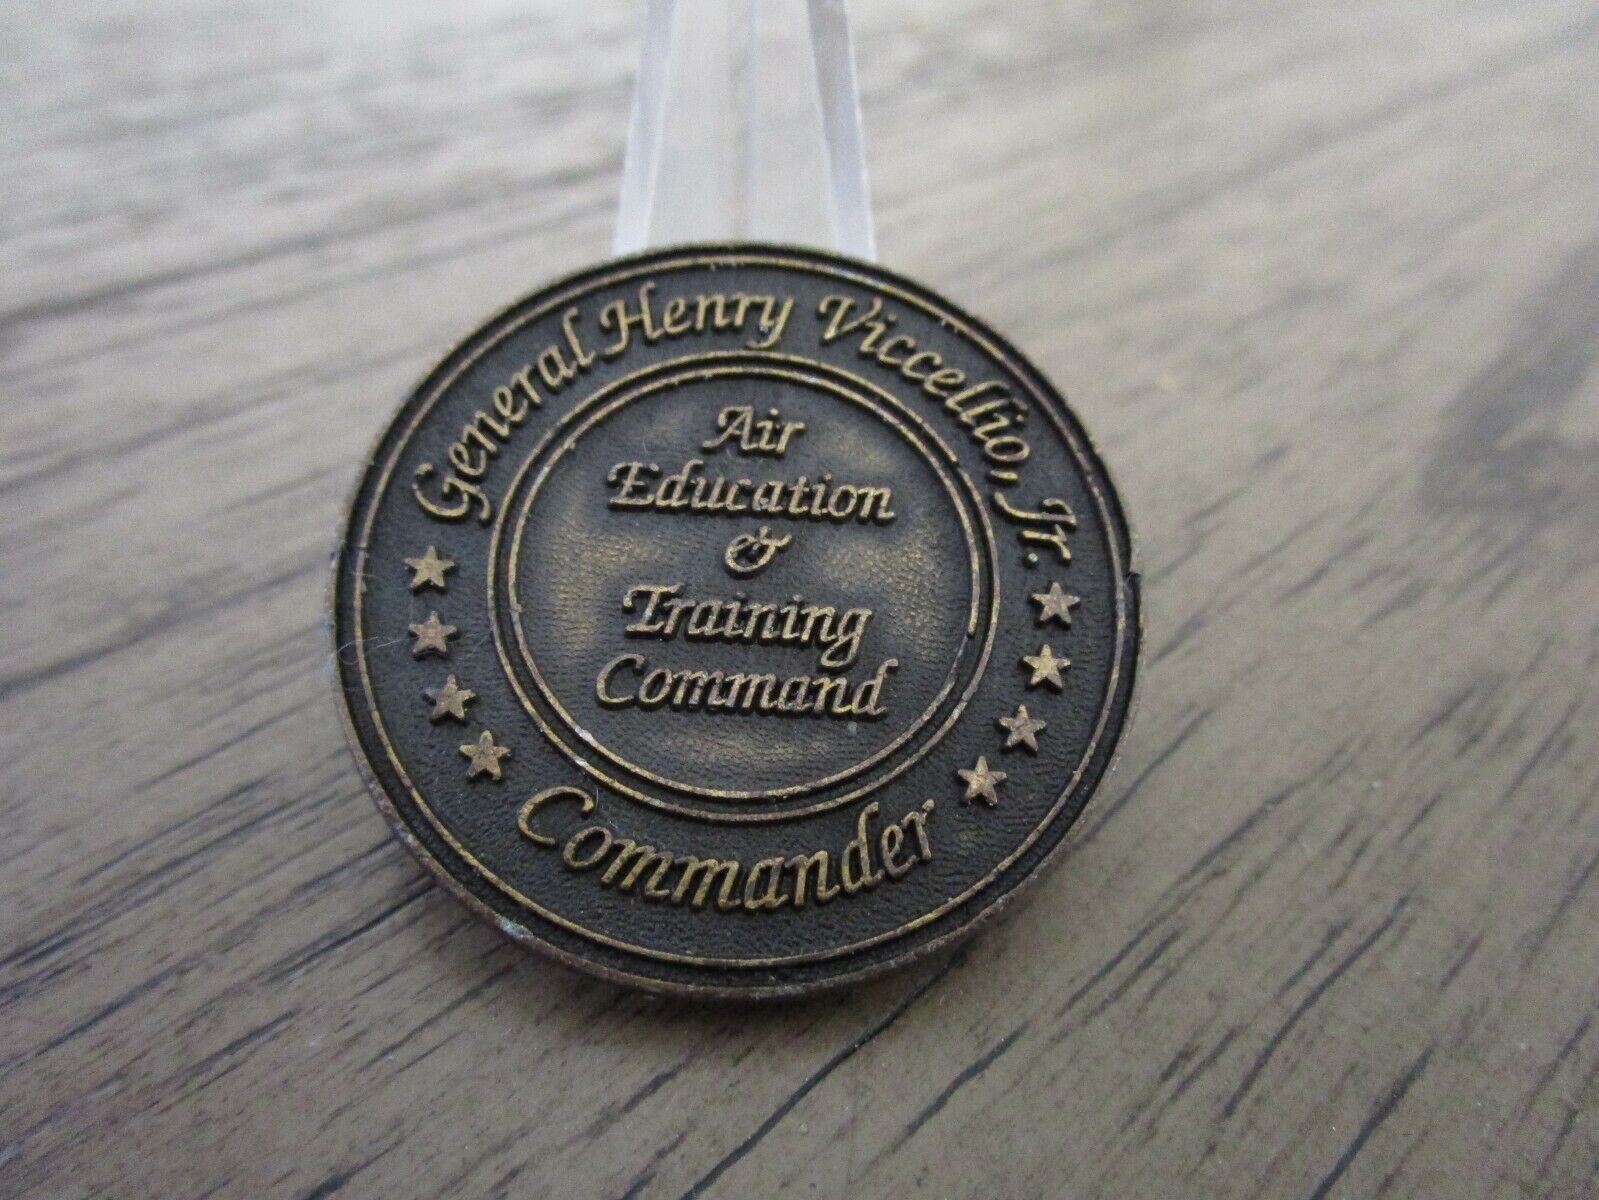 General Henry Viccellio, Jr.
Air
Education
&
Training
Command
Commander